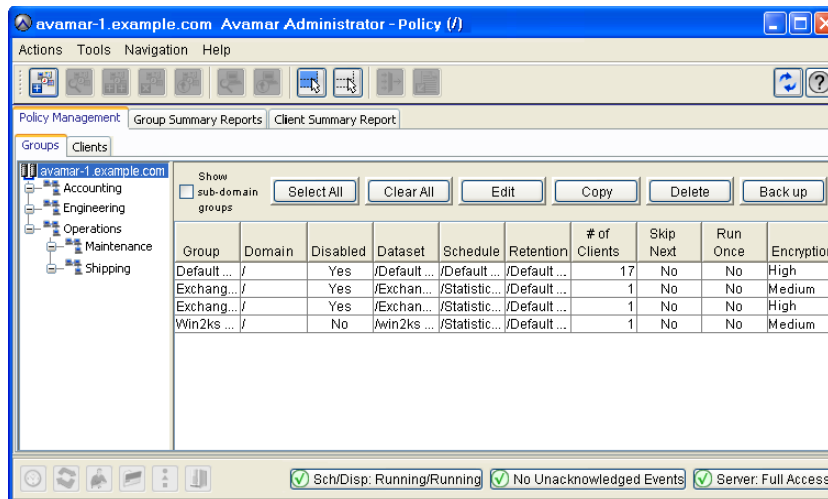 avamar-1.example.com Avamar Administrator - Policy (/)
Actions Tools Navigation Help
Policy Management Group Summary Reports Client Summary Report
Groups Clients
avamar-1.example.com
Accounting
Engineering
Operations
Maintenance
Shipping
Show sub-domain groups
Select All Clear All Edit Copy Delete Back up
Group Domain Disabled Dataset Schedule Retention # of Clients Skip Next Run Once Encryption
Default ... / Yes /Default ... /Default ... /Default ... 17 No No High
Exchang... / Yes /Exchan... /Statistic... /Default ... 1 No No Medium
Exchang... / Yes /Exchan... /Statistic... /Default ... 1 No No High
Win2ks ... / No /win2ks ... /Statistic... /Default ... 1 No No Medium
Sch/Disp: Running/Running No Unacknowledged Events Server: Full Access